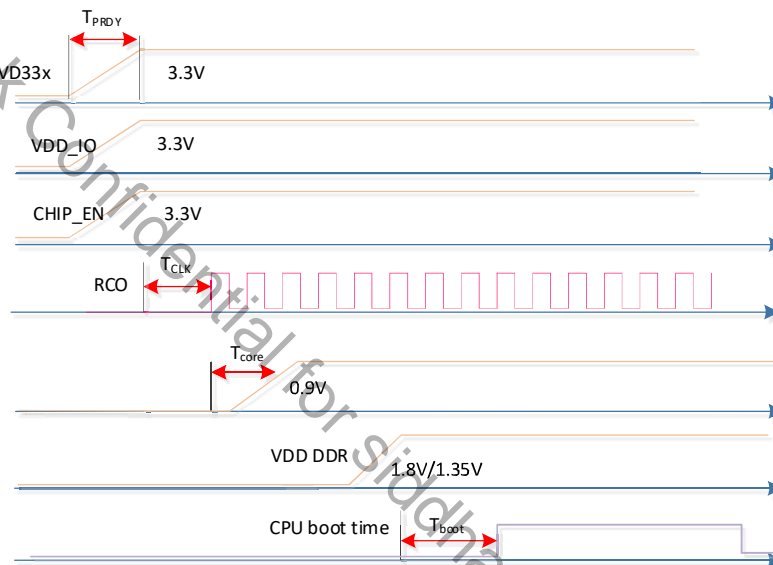 TPRDY
VD33x
3.3V
VDD_IO
3.3V
CHIP_EN
3.3V
TCLK
RCO
Tcore
0.9V
VDD DDR
1.8V/1.35V
CPU boot time
Tboot
k Confidential for siddha